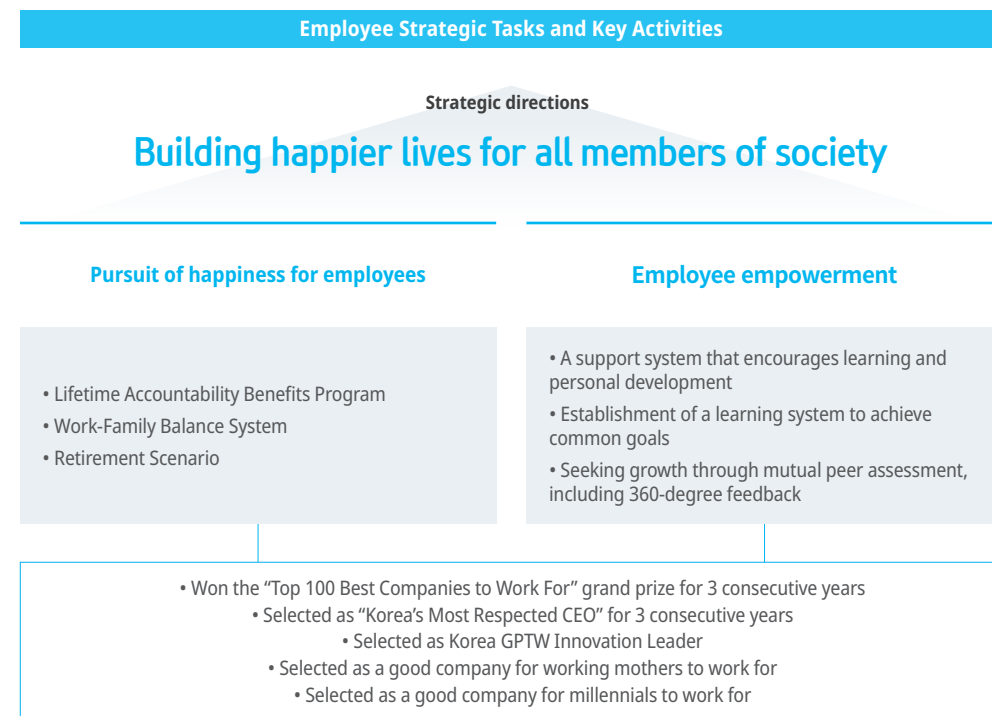 Employee Strategic Tasks and Key Activities
Strategic directions
Building happier lives for all members of society
Pursuit of happiness for employees
• Lifetime Accountability Benefits Program
• Work-Family Balance System
• Retirement Scenario
Employee empowerment
• A support system that encourages learning and
personal development
• Establishment of a learning system to achieve
common goals
• Seeking growth through mutual peer assessment,
including 360-degree feedback
• Won the “Top 100 Best Companies to Work For” grand prize for 3 consecutive years
• Selected as “Korea’s Most Respected CEO” for 3 consecutive years
• Selected as Korea GPTW Innovation Leader
• Selected as a good company for working mothers to work for
• Selected as a good company for millennials to work for